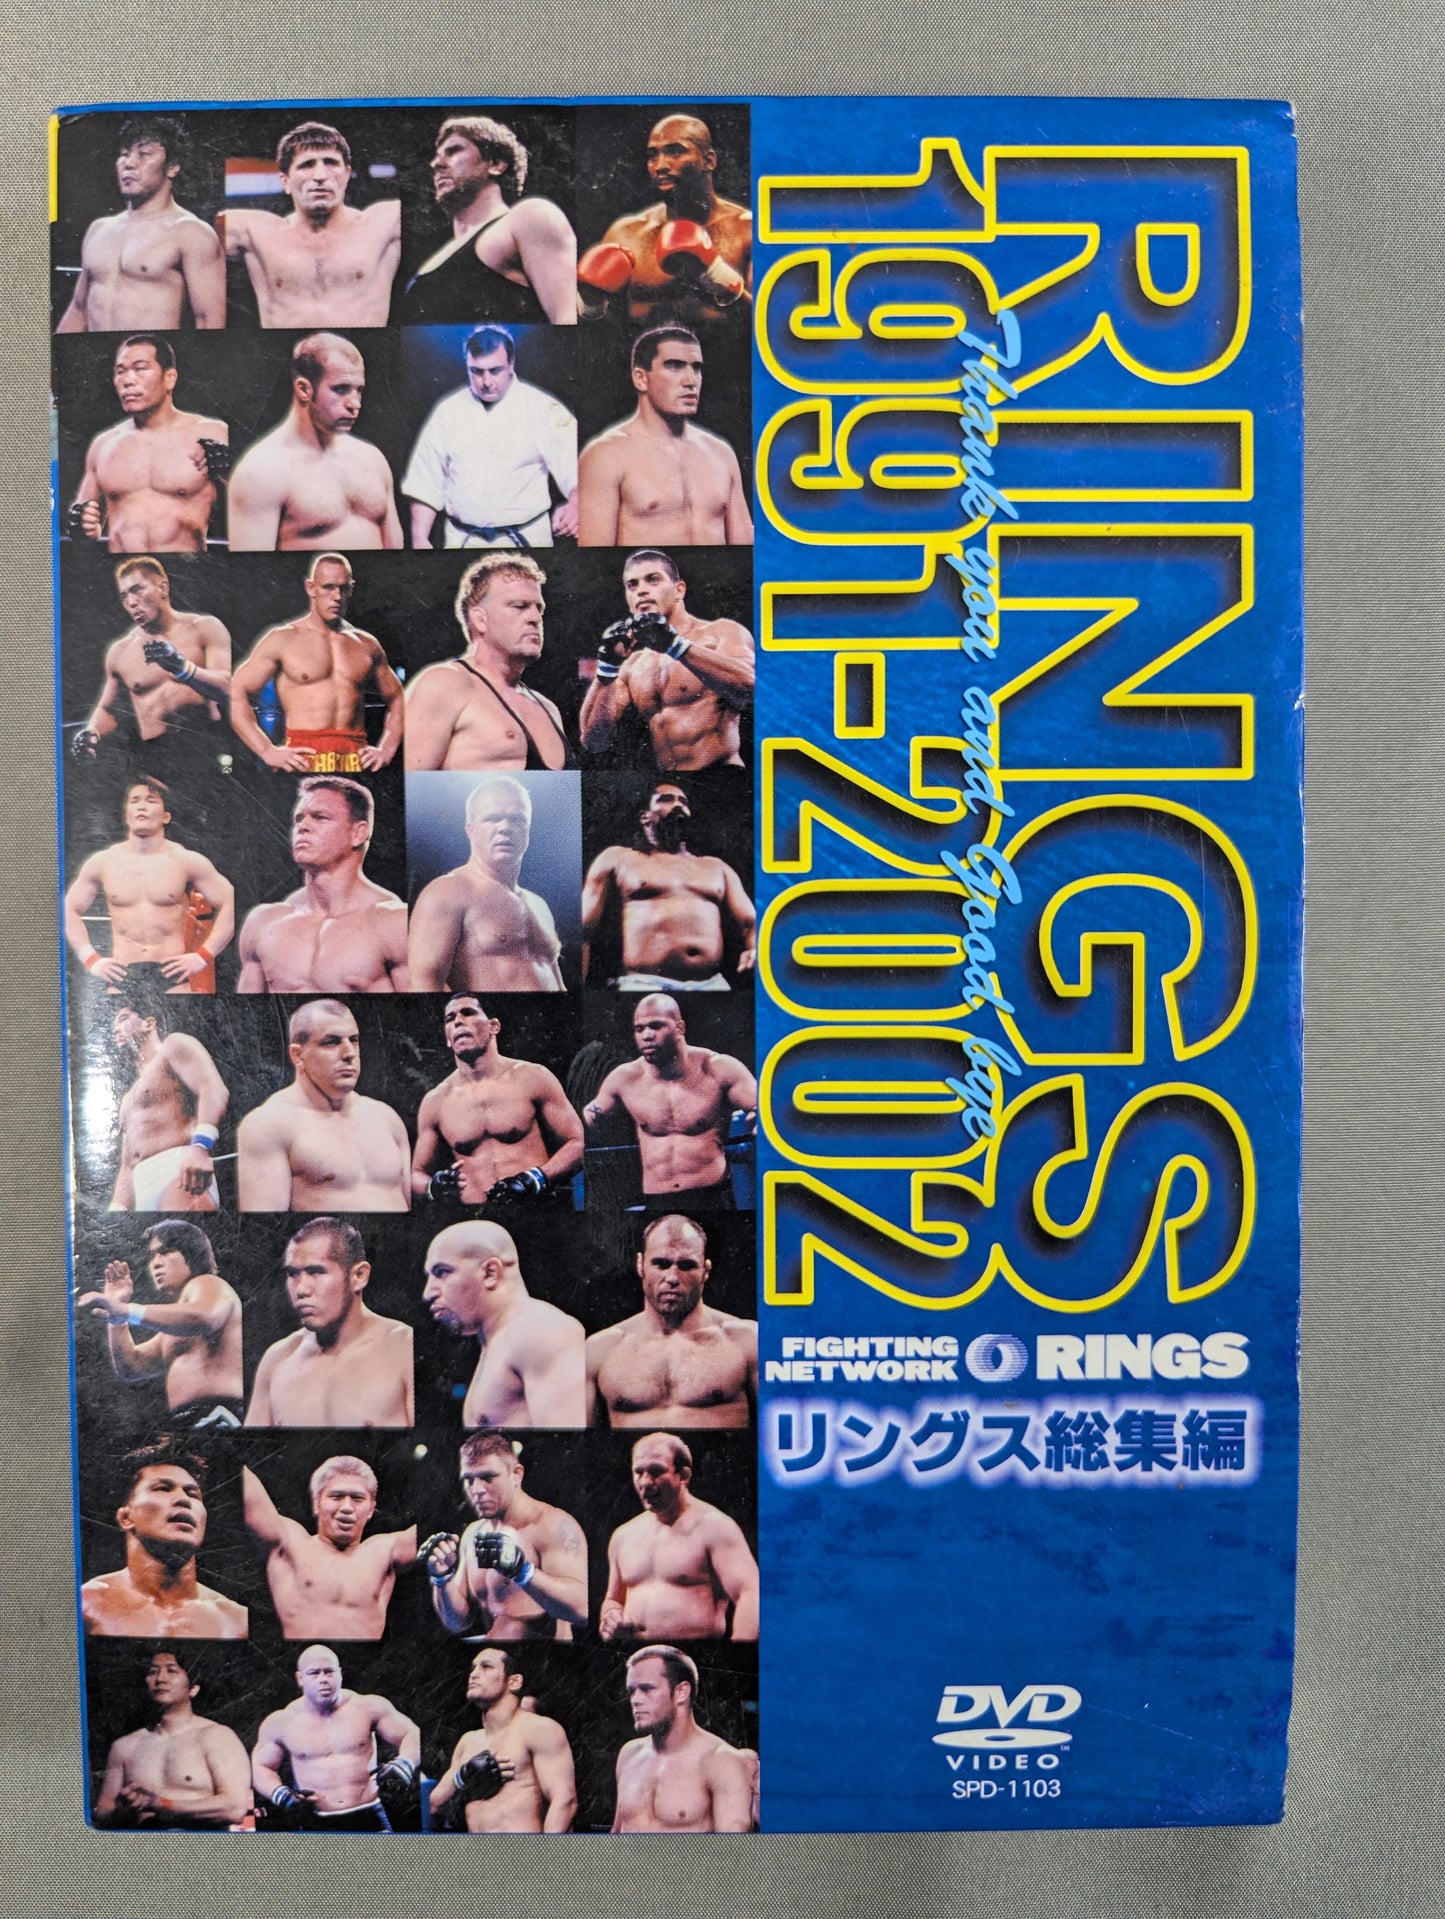 RINGS
1991-2002
Thank you and Good bye
FIGHTING
NETWORK
RINGS
リングス総集編
DVD
VIDEO
SPD-1103